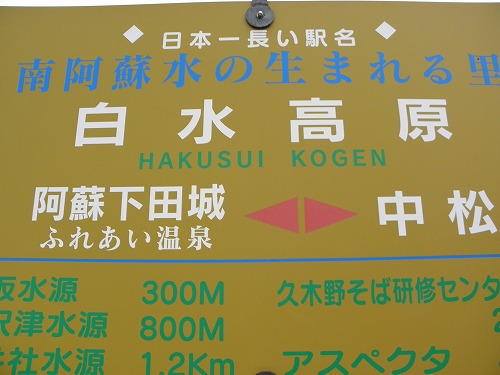 ◆日本一長い駅名◆
南阿蘇水の生まれる里
白水高原
HAKUSUI KOGEN
阿蘇下田城 中松
ふれあい温泉
水源 300M 久木野そば研修センタ
沢津水源 800M
社水源 1.2Km アスペクタ